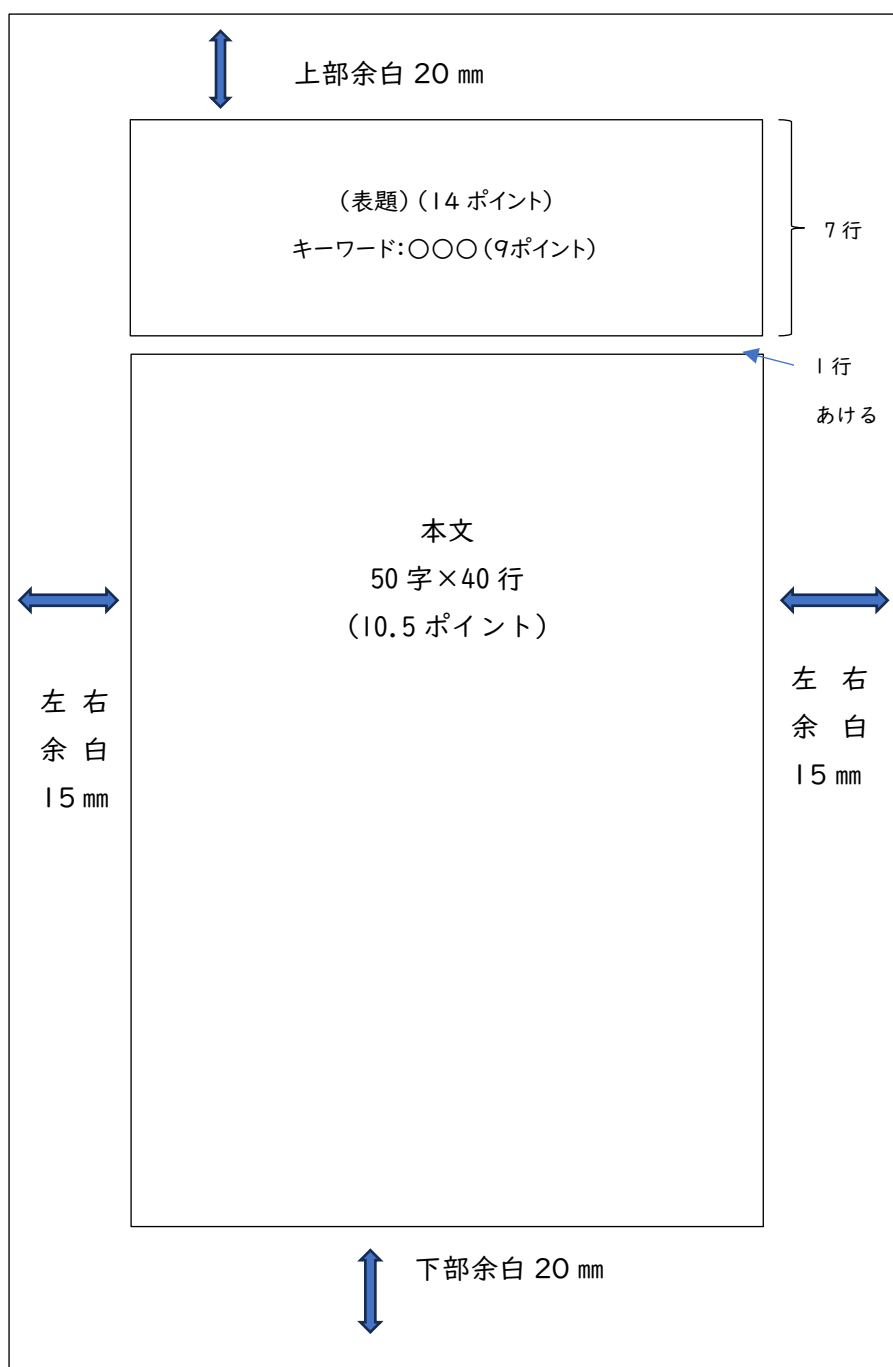 上部余白 20 ㎜
(表題)(14 ポイント)
キーワード:○○○(9ポイント)
7 行
1 行
あける
本文
50 字×40 行
(10.5 ポイント)
左 右
余 白
15 ㎜
左 右
余 白
15 ㎜
下部余白 20 ㎜